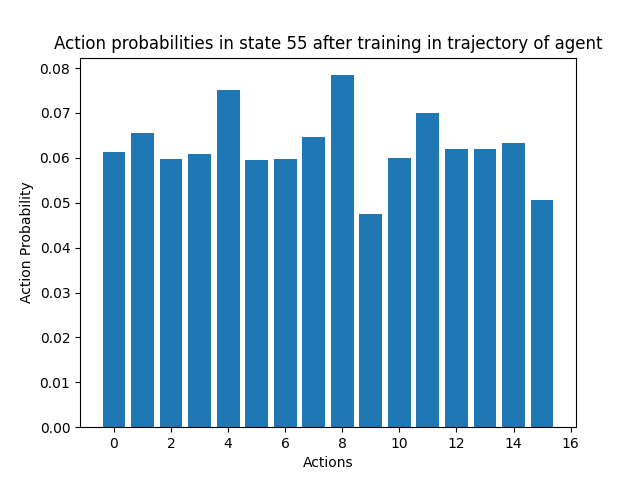 Action probabilities in state 55 after training in trajectory of agent
0.08
0.07
0.06
0.05
0.04
0.03
0.02
0.01
0.00
Action Probability
0 2 4 6 8 10 12 14 16
Actions